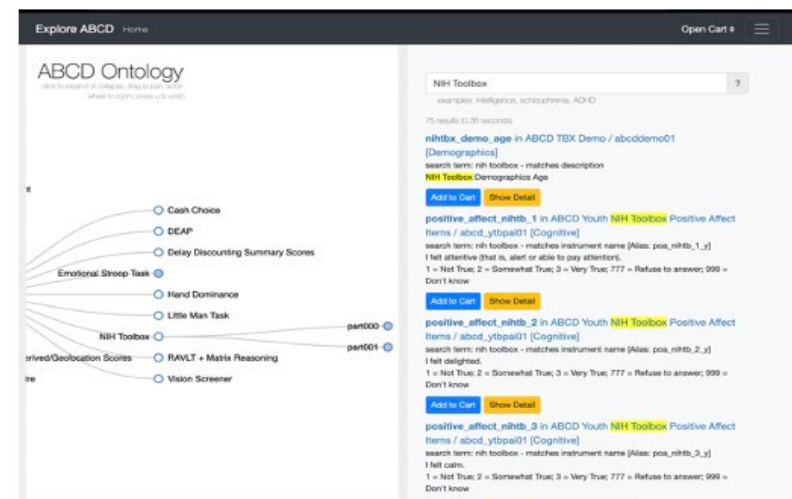 Explore ABCD Home
Open Cart
ABCD Ontology
click to expand or collapse, drag to pan, scroll
wheel to zoom, press u to undo
Cash Choice
DEAP
Delay Discounting Summary Scores
Emotional Stroop Task
Hand Dominance
Little Man Task
NIH Toolbox
part000
part001
erived/Geolocation Scores
RAVLT + Matrix Reasoning
Vision Screener
NIH Toolbox
?
examples: intelligence, schizophrenia, ADHD
75 results (0.36 seconds)
nihtbx_demo_age in ABCD TBX Demo / abcddemo01
[Demographics]
search term: nih toolbox - matches description
NIH Toolbox Demographics Age
Add to Cart Show Detail
positive_affect_nihtb_1 in ABCD Youth NIH Toolbox Positive Affect
Items / abcd_ytbpai01 [Cognitive]
search term: nih toolbox - matches instrument name [Alias: poa_nihtb_1_y]
I felt attentive (that is, alert or able to pay attention).
1 = Not True; 2 = Somewhat True; 3 = Very True; 777 = Refuse to answer; 999 =
Don't know
Add to Cart Show Detail
positive_affect_nihtb_2 in ABCD Youth NIH Toolbox Positive Affect
Items / abcd_ytbpai01 [Cognitive]
search term: nih toolbox - matches instrument name [Alias: poa_nihtb_2_y]
I felt delighted.
1 = Not True; 2 = Somewhat True; 3 = Very True; 777 = Refuse to answer; 999 =
Don't know
Add to Cart Show Detail
positive_affect_nihtb_3 in ABCD Youth NIH Toolbox Positive Affect
Items / abcd_ytbpai01 [Cognitive]
search term: nih toolbox - matches instrument name [Alias: poa_nihtb_3_y]
I felt calm.
1 = Not True; 2 = Somewhat True; 3 = Very True; 777 = Refuse to answer; 999 =
Don't know